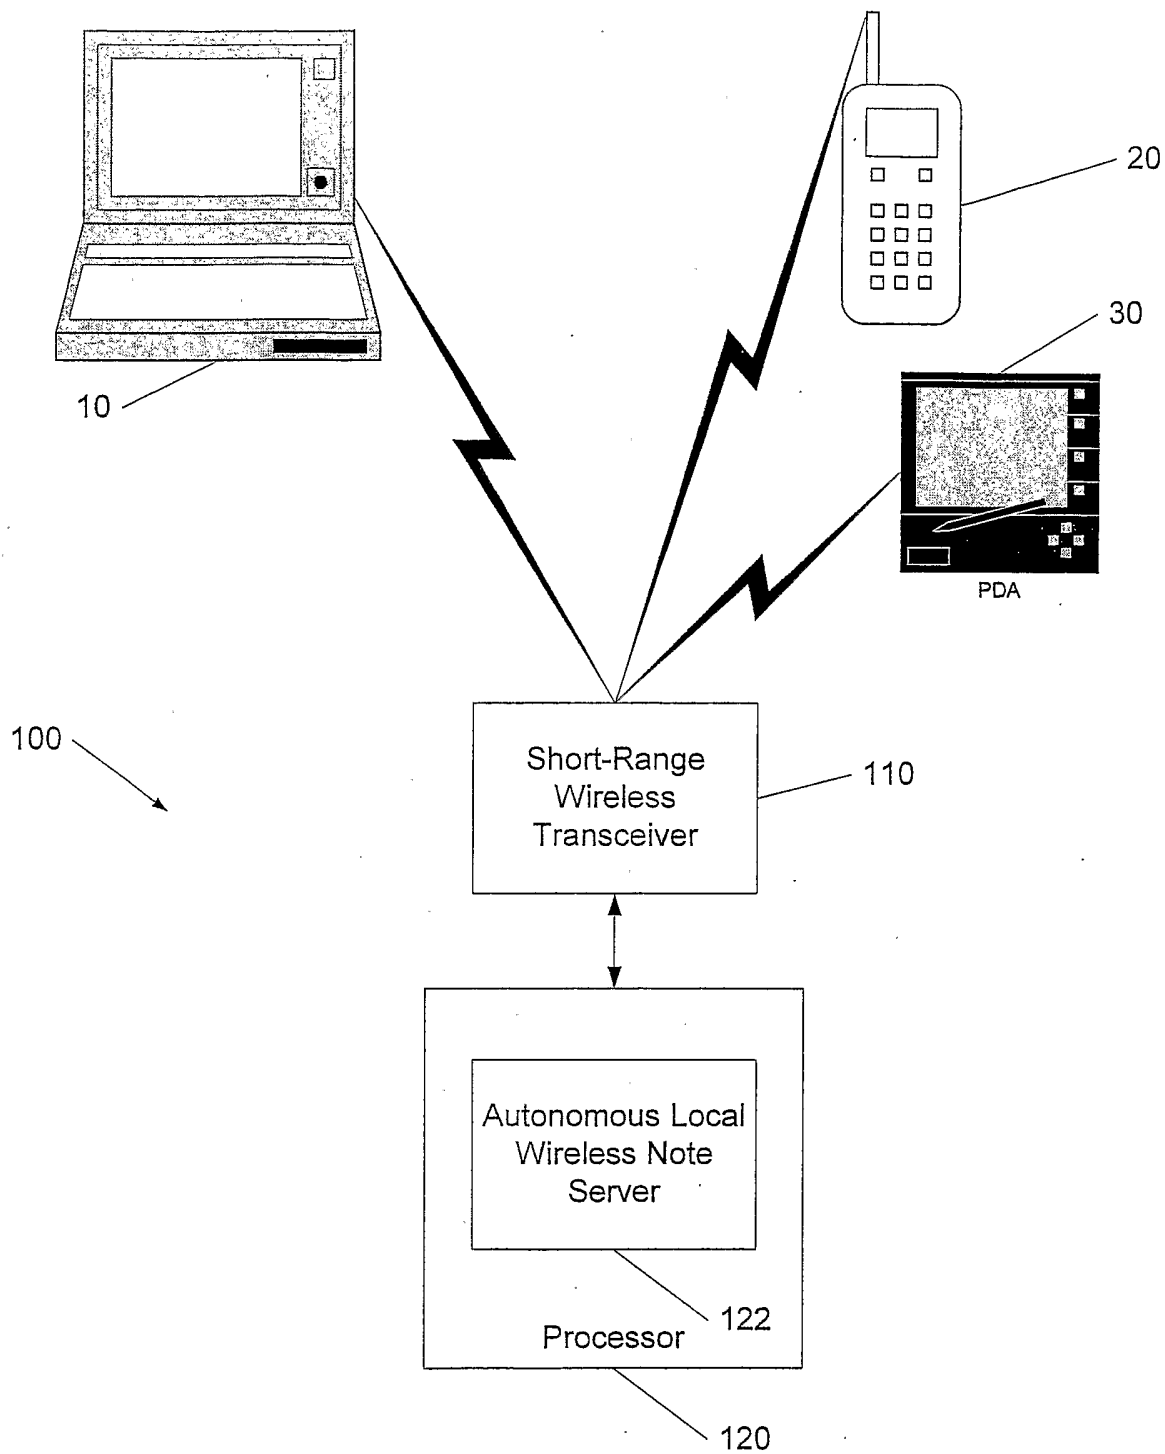 20
30
10
PDA
100
Short-Range
Wireless
Transceiver
110
Autonomous Local
Wireless Note
Server
122
Processor
120